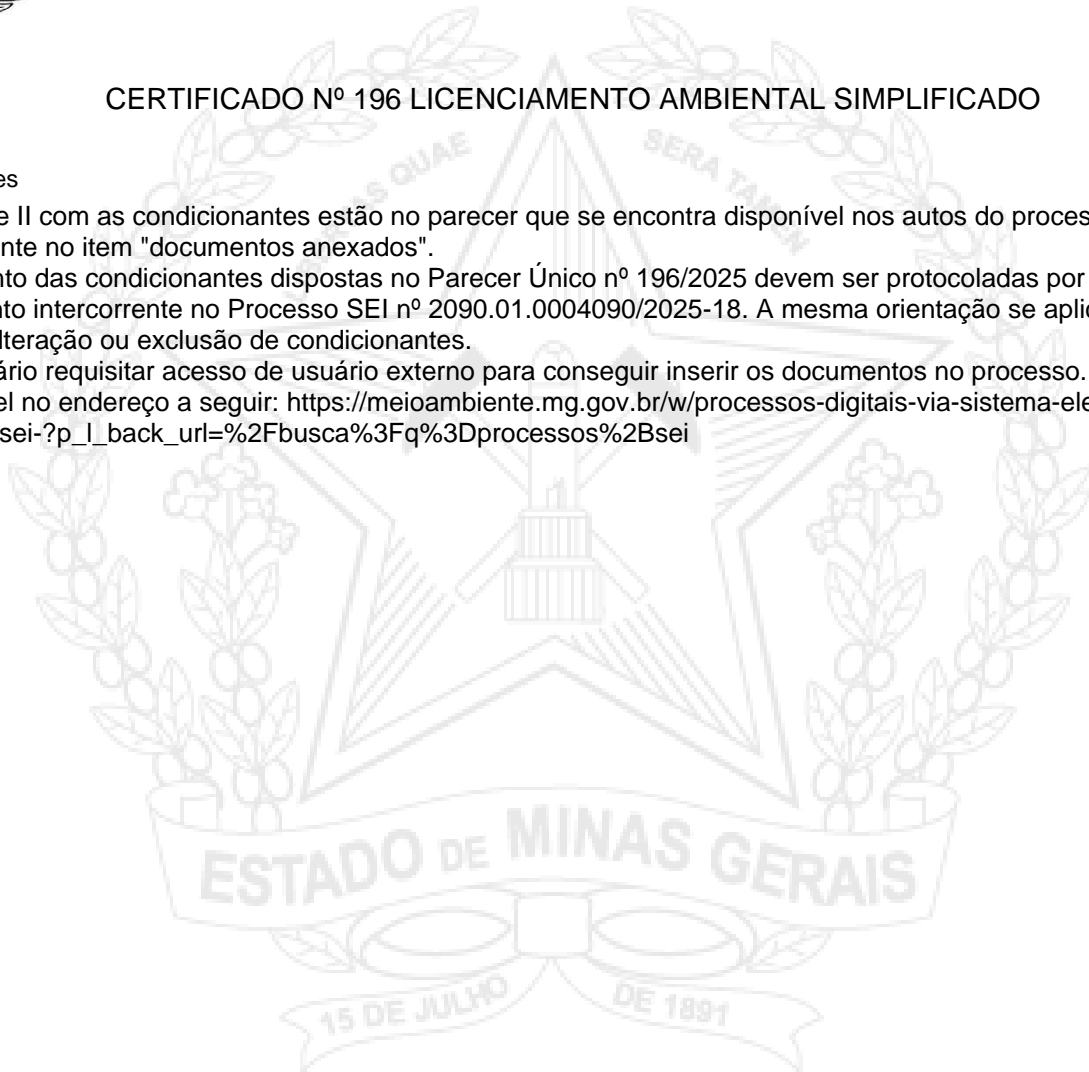 CERTIFICADO Nº 196 LICENCIAMENTO AMBIENTAL SIMPLIFICADO
es
e II com as condicionantes estão no parecer que se encontra disponível nos autos do proces
nte no item "documentos anexados".
nto das condicionantes dispostas no Parecer Único nº 196/2025 devem ser protocoladas por
nto intercorrente no Processo SEI nº 2090.01.0004090/2025-18. A mesma orientação se aplic
lteração ou exclusão de condicionantes.
ário requisitar acesso de usuário externo para conseguir inserir os documentos no processo.
el no endereço a seguir: https://meioambiente.mg.gov.br/w/processos-digitais-via-sistema-ele
sei-?p_l_back_url=%2Fbusca%3Fq%3Dprocessos%2Bsei
LIBERTAS QUAE SERA TAMEN
ESTADO DE MINAS GERAIS
15 DE JULHO DE 1891